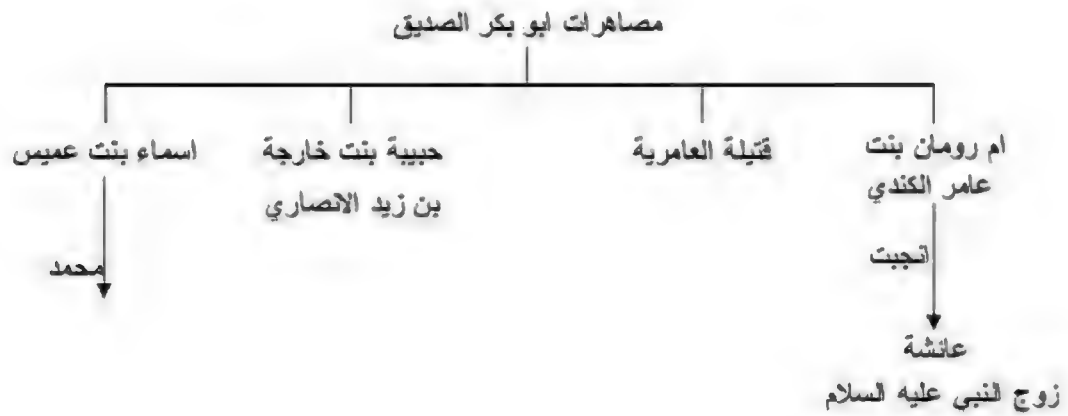 مصاهرات ابو بكر الصديق
ام رومان بنت
عامر الكندي
قتيلة العامرية
حبيبة بنت خارجة
بن زيد الانصاري
اسماء بنت عميس
انجبت
محمد
عائشة
زوج النبي عليه السلام